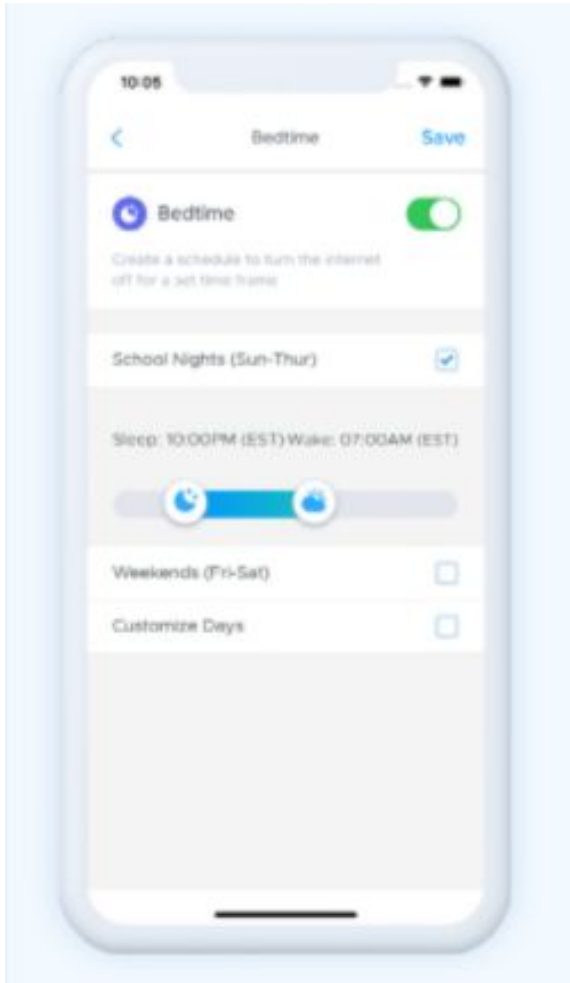 10:05
Bedtime
Save
Bedtime
Create a schedule to turn the internet
off for a set time frame
School Nights (Sun-Thur)
Sleep: 10:00PM (EST) Wake: 07:00AM (EST)
Weekends (Fri-Sat)
Customize Days